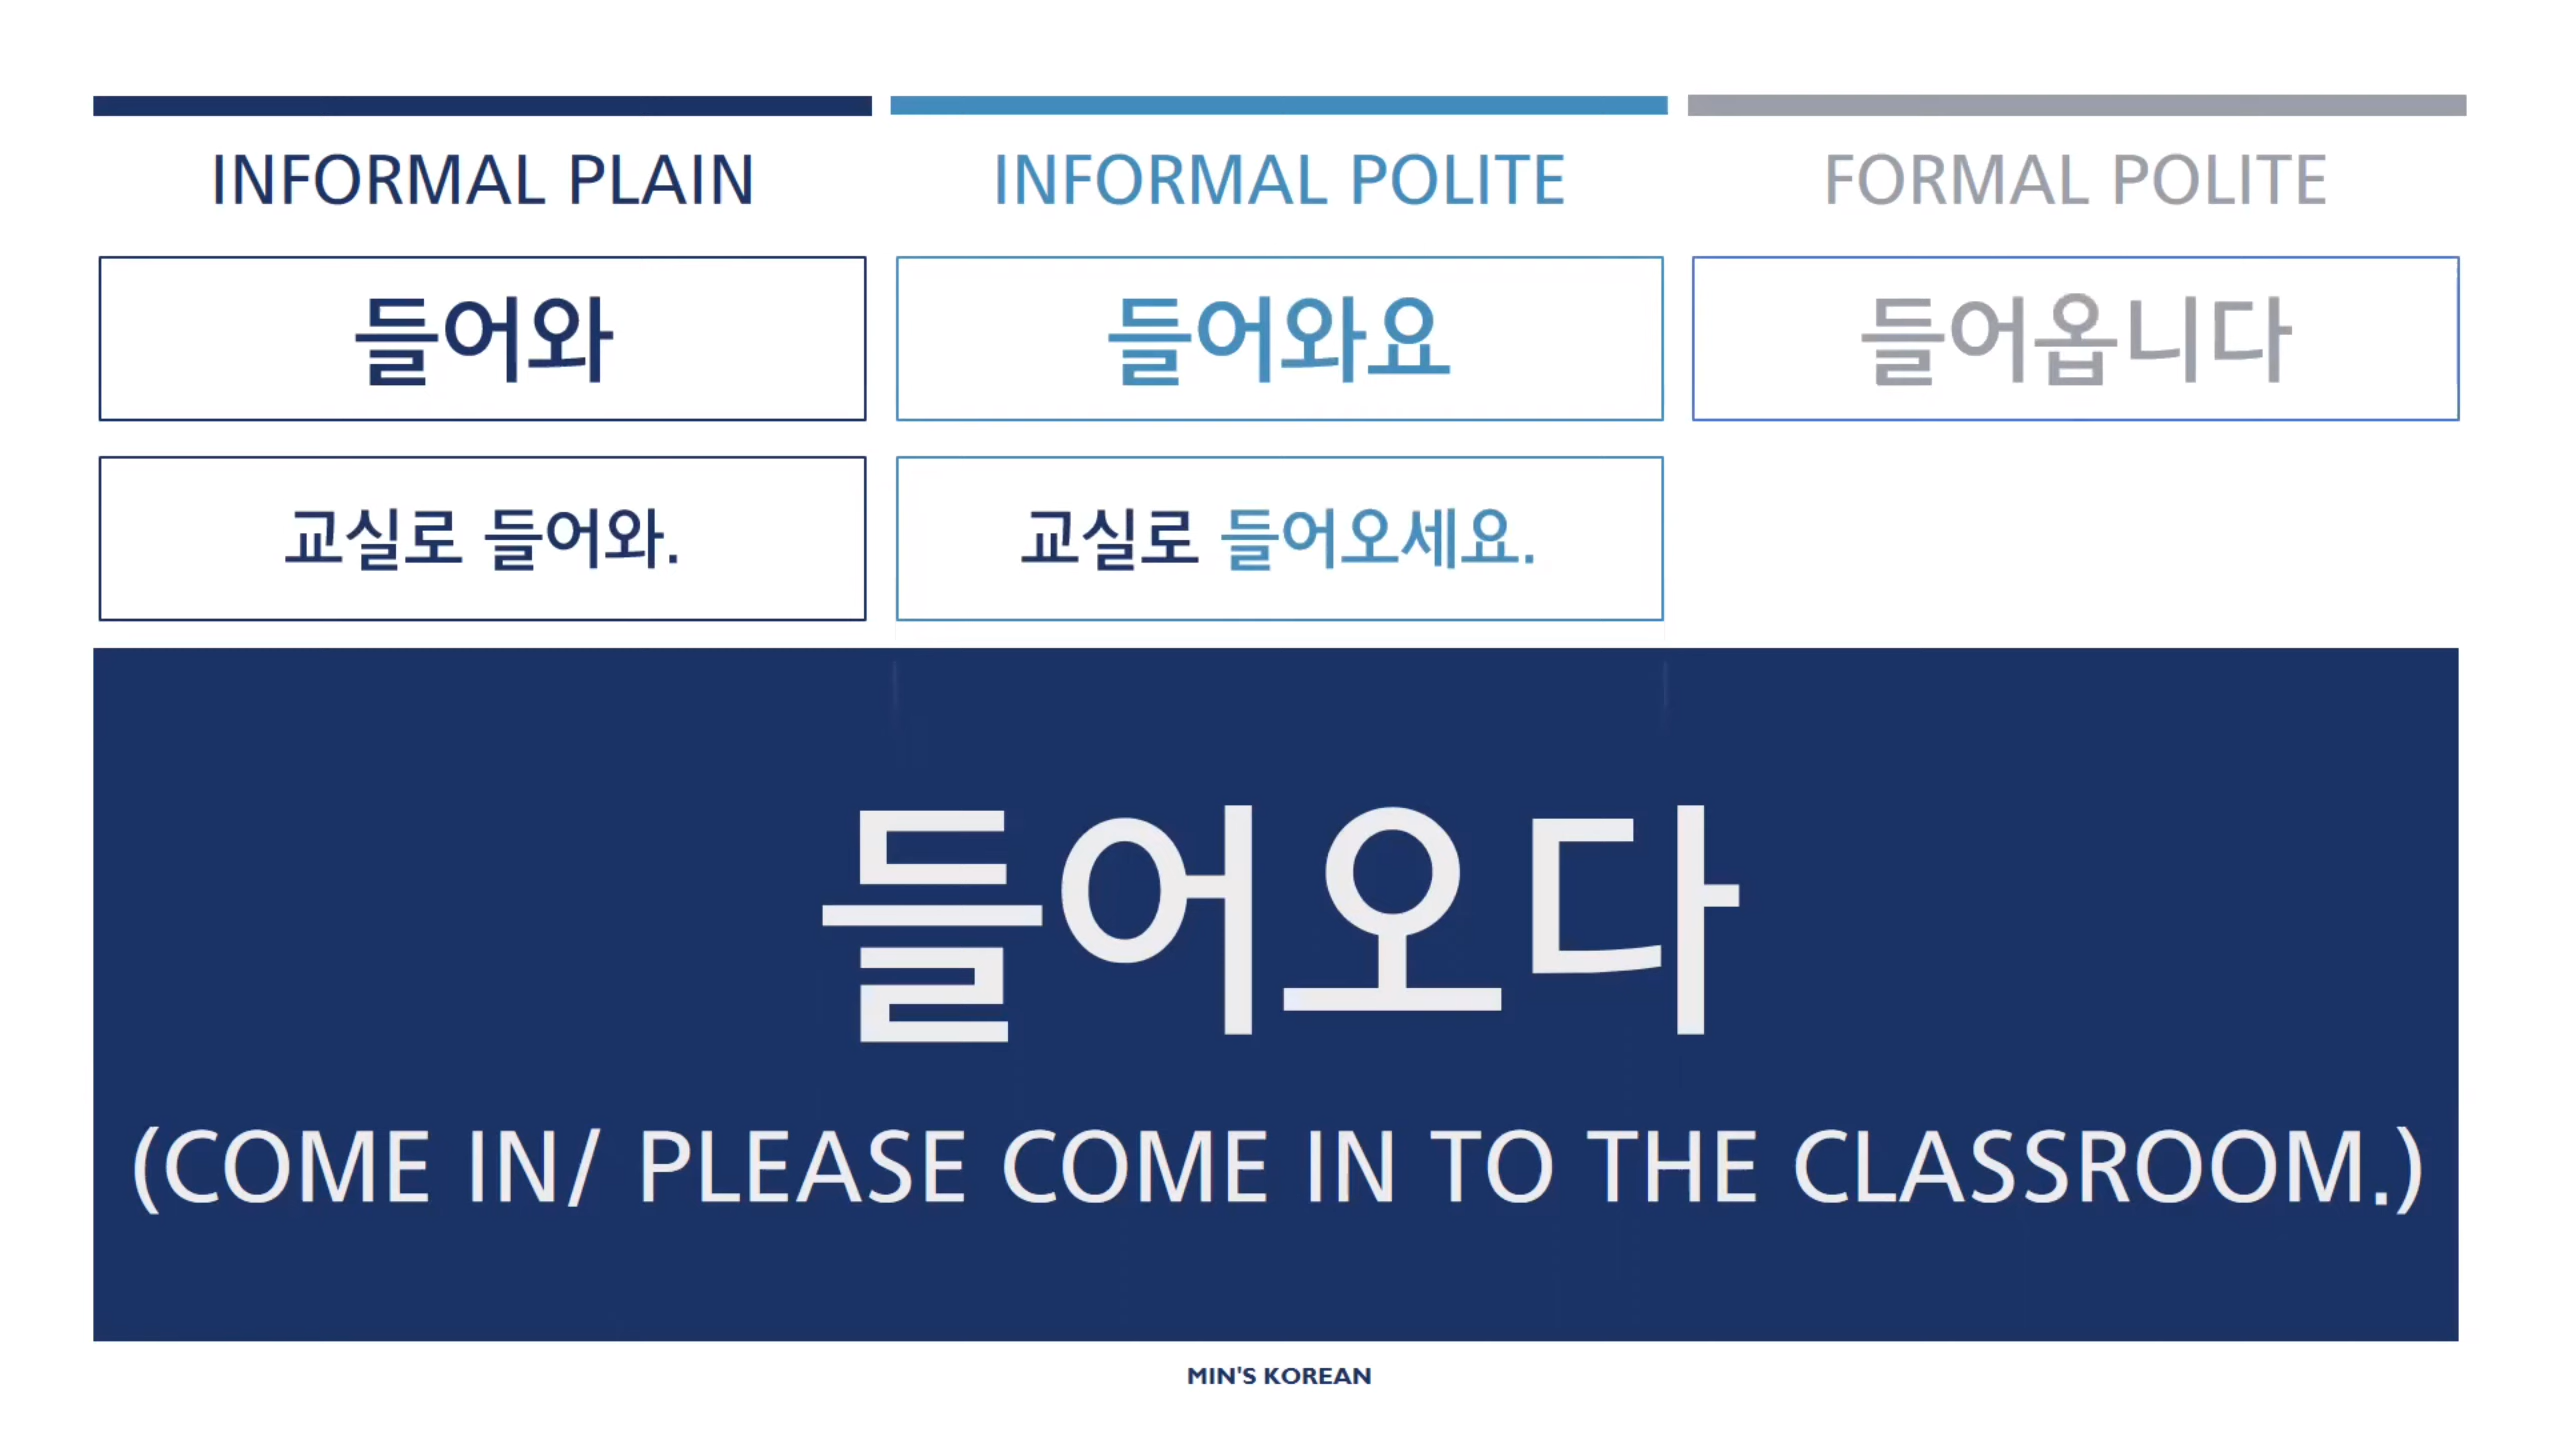 INFORMAL PLAIN
INFORMAL POLITE
FORMAL POLITE
들어와
들어와요
들어옵니다
교실로 들어와.
교실로 들어오세요.
들어오다
(COME IN/ PLEASE COME IN TO THE CLASSROOM.)
MIN'S KOREAN